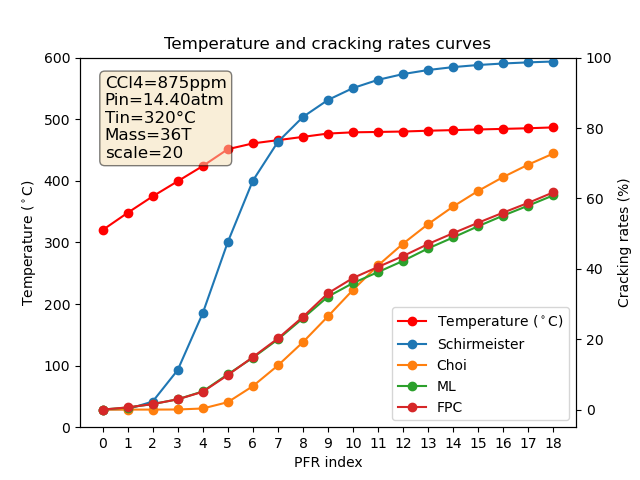 Temperature and cracking rates curves
CCl4=875ppm
Pin=14.40atm
Tin=320°C
Mass=36T
scale=20
600
500
400
300
200
100
0
Temperature (°C)
100
80
60
40
20
0
Cracking rates (%)
Temperature (°C)
Schirmeister
Choi
ML
FPC
0 1 2 3 4 5 6 7 8 9 10 11 12 13 14 15 16 17 18
PFR index